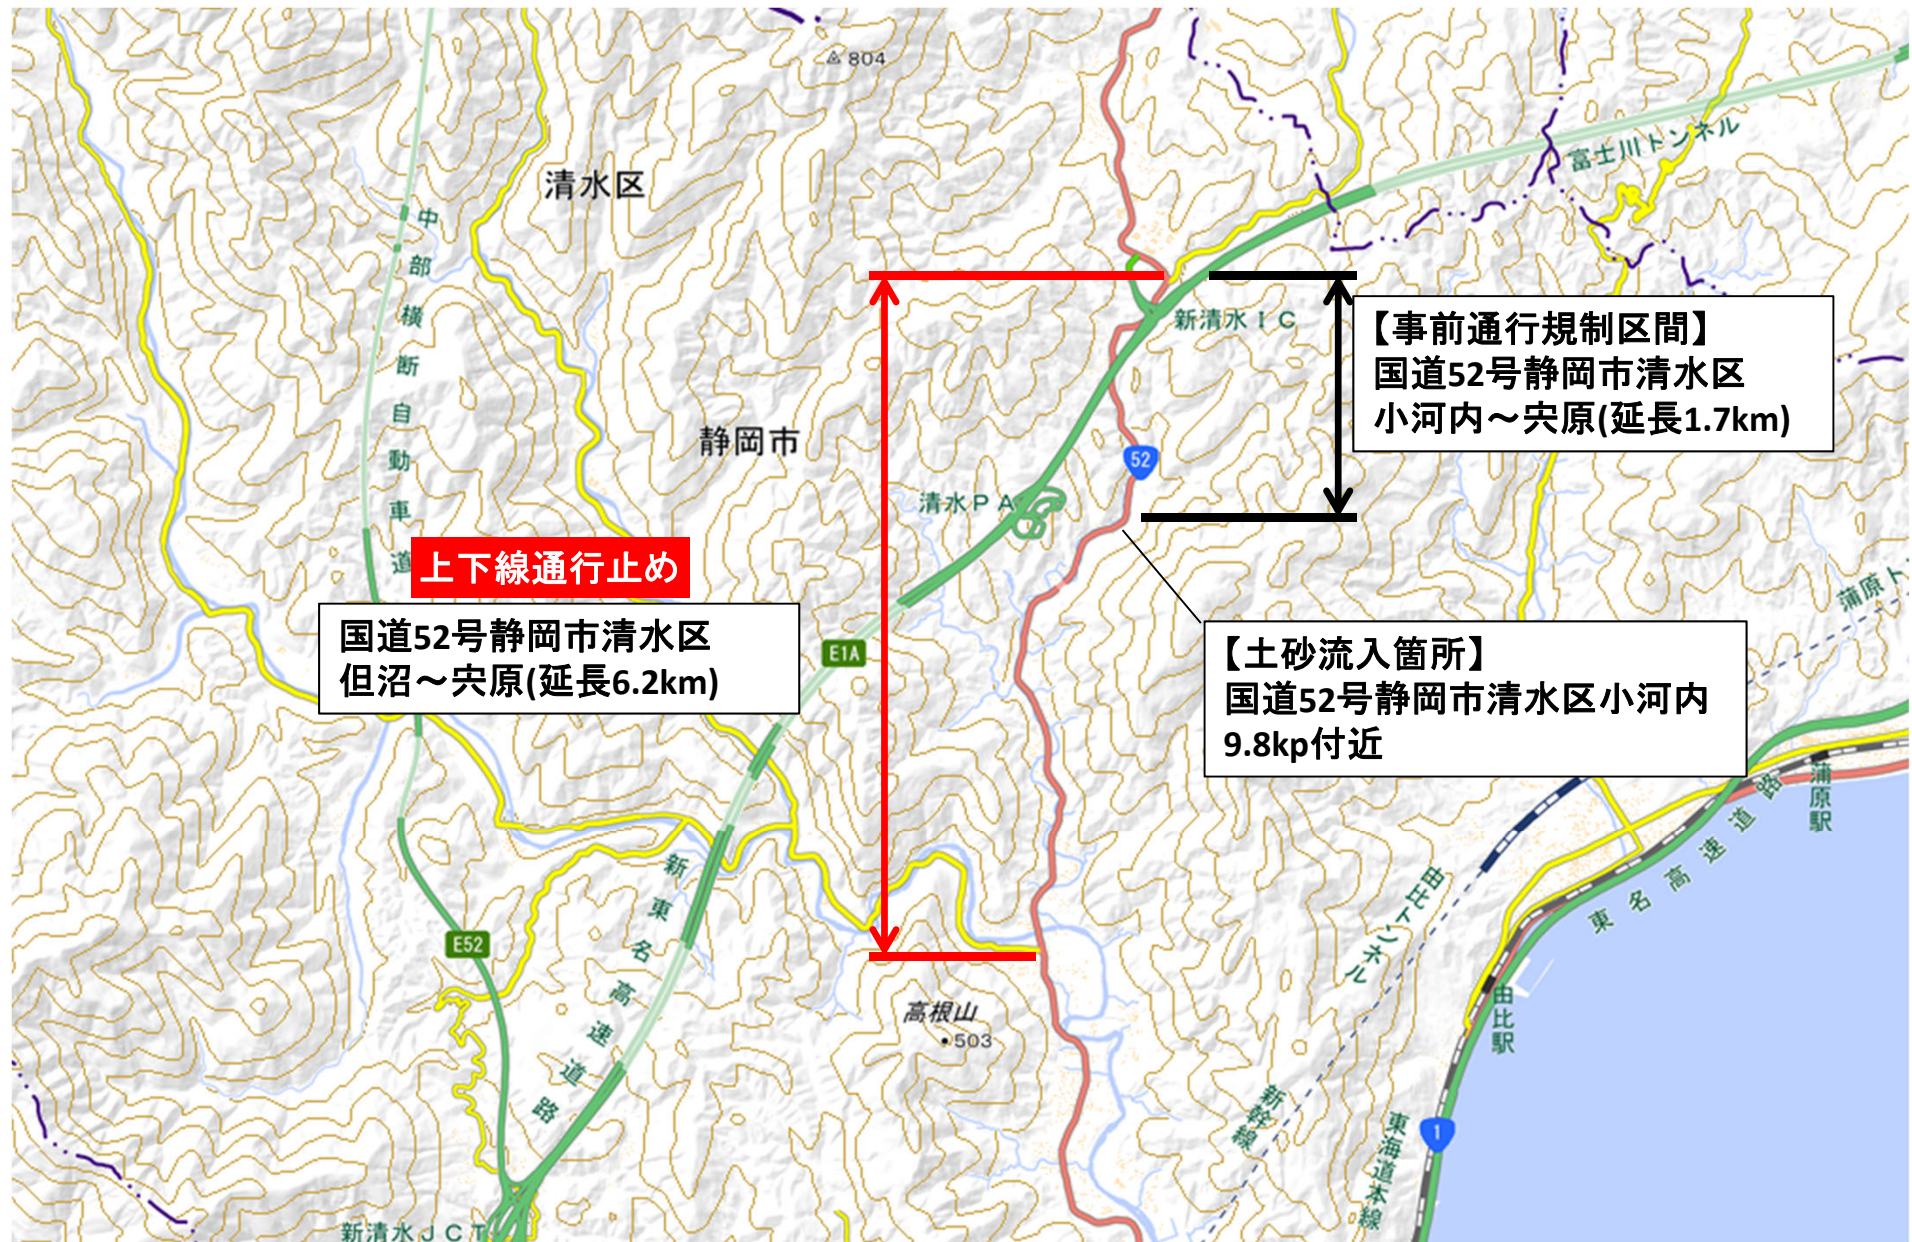 804
清水区
富士川トンネル
中部横断自動車道
新清水IC
【事前通行規制区間】
国道52号静岡市清水区
小河内～宍原(延長1.7km)
静岡市
52
清水PA
上下線通行止め
国道52号静岡市清水区
但沼～宍原(延長6.2km)
E1A
【土砂流入箇所】
国道52号静岡市清水区小河内
9.8kp付近
蒲原ト
蒲原駅
新東名高速道路
東名高速道路
由比トンネル
E52
由比駅
高根山
503
新幹線
東海道本線
1
新清水JCT